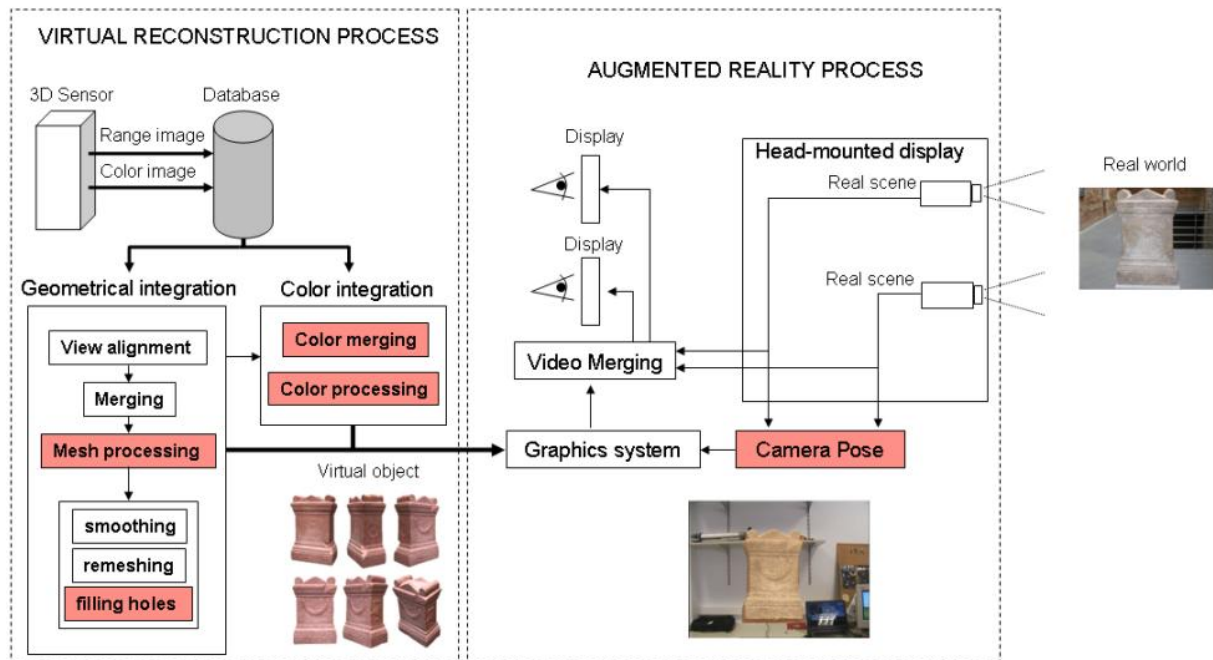 VIRTUAL RECONSTRUCTION PROCESS
3D Sensor
Database
Range image
Color image
Geometrical integration
Color integration
View alignment
Merging
Mesh processing
smoothing
remeshing
filling holes
Color merging
Color processing
Virtual object
AUGMENTED REALITY PROCESS
Display
Display
Head-mounted display
Real scene
Real scene
Real world
Video Merging
Graphics system
Camera Pose